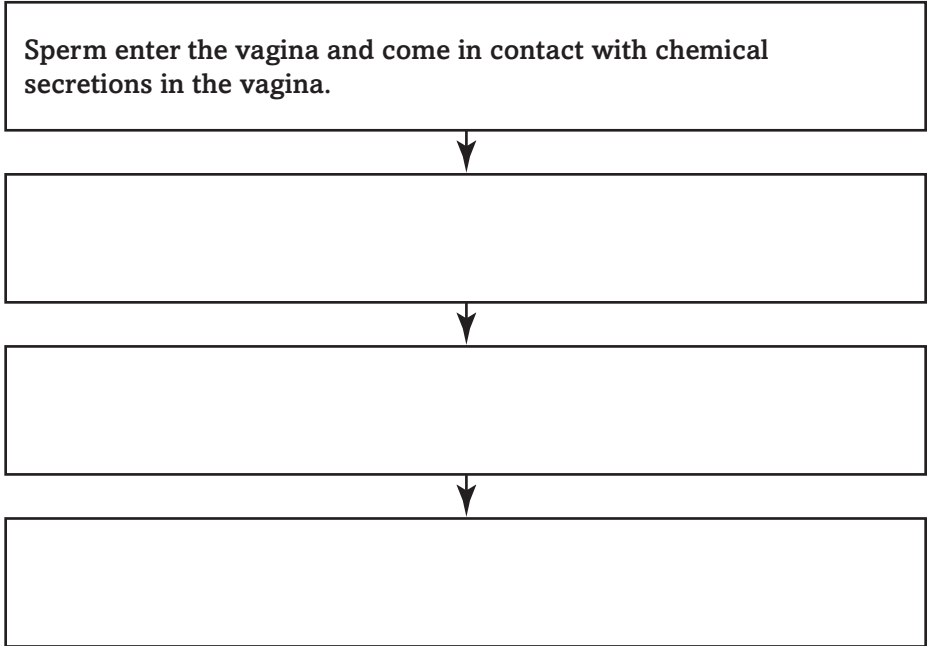 Sperm enter the vagina and come in contact with chemical
secretions in the vagina.